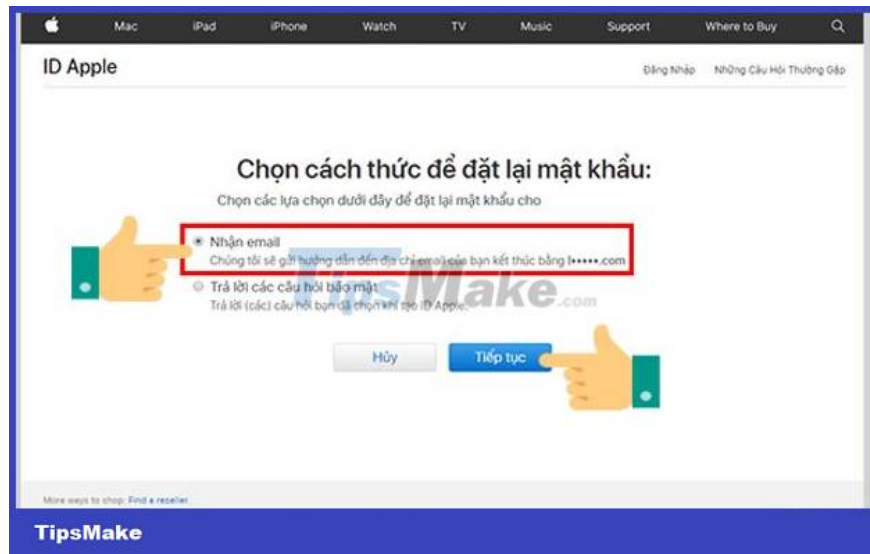 Mac iPad iPhone Watch TV Music Support Where to Buy
ID Apple Đăng Nhập Những Câu Hỏi Thường Gặp
Chọn cách thức để đặt lại mật khẩu:
Chọn các lựa chọn dưới đây để đặt lại mật khẩu cho
Nhận email
Chúng tôi sẽ gửi hướng dẫn đến địa chỉ email của bạn kết thúc bằng l•••••.com
TipsMake.com
Trả lời các câu hỏi bảo mật
Trả lời (các) câu hỏi bạn đã chọn khi tạo ID Apple.
Hủy Tiếp tục
More ways to shop: Find a reseller.
TipsMake